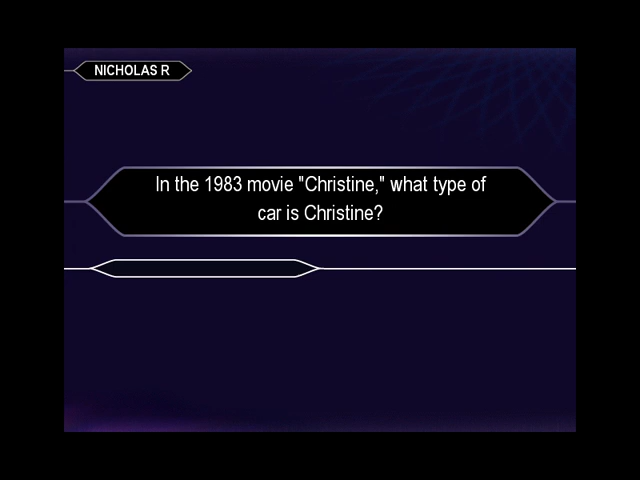 NICHOLAS R
In the 1983 movie "Christine," what type of
car is Christine?